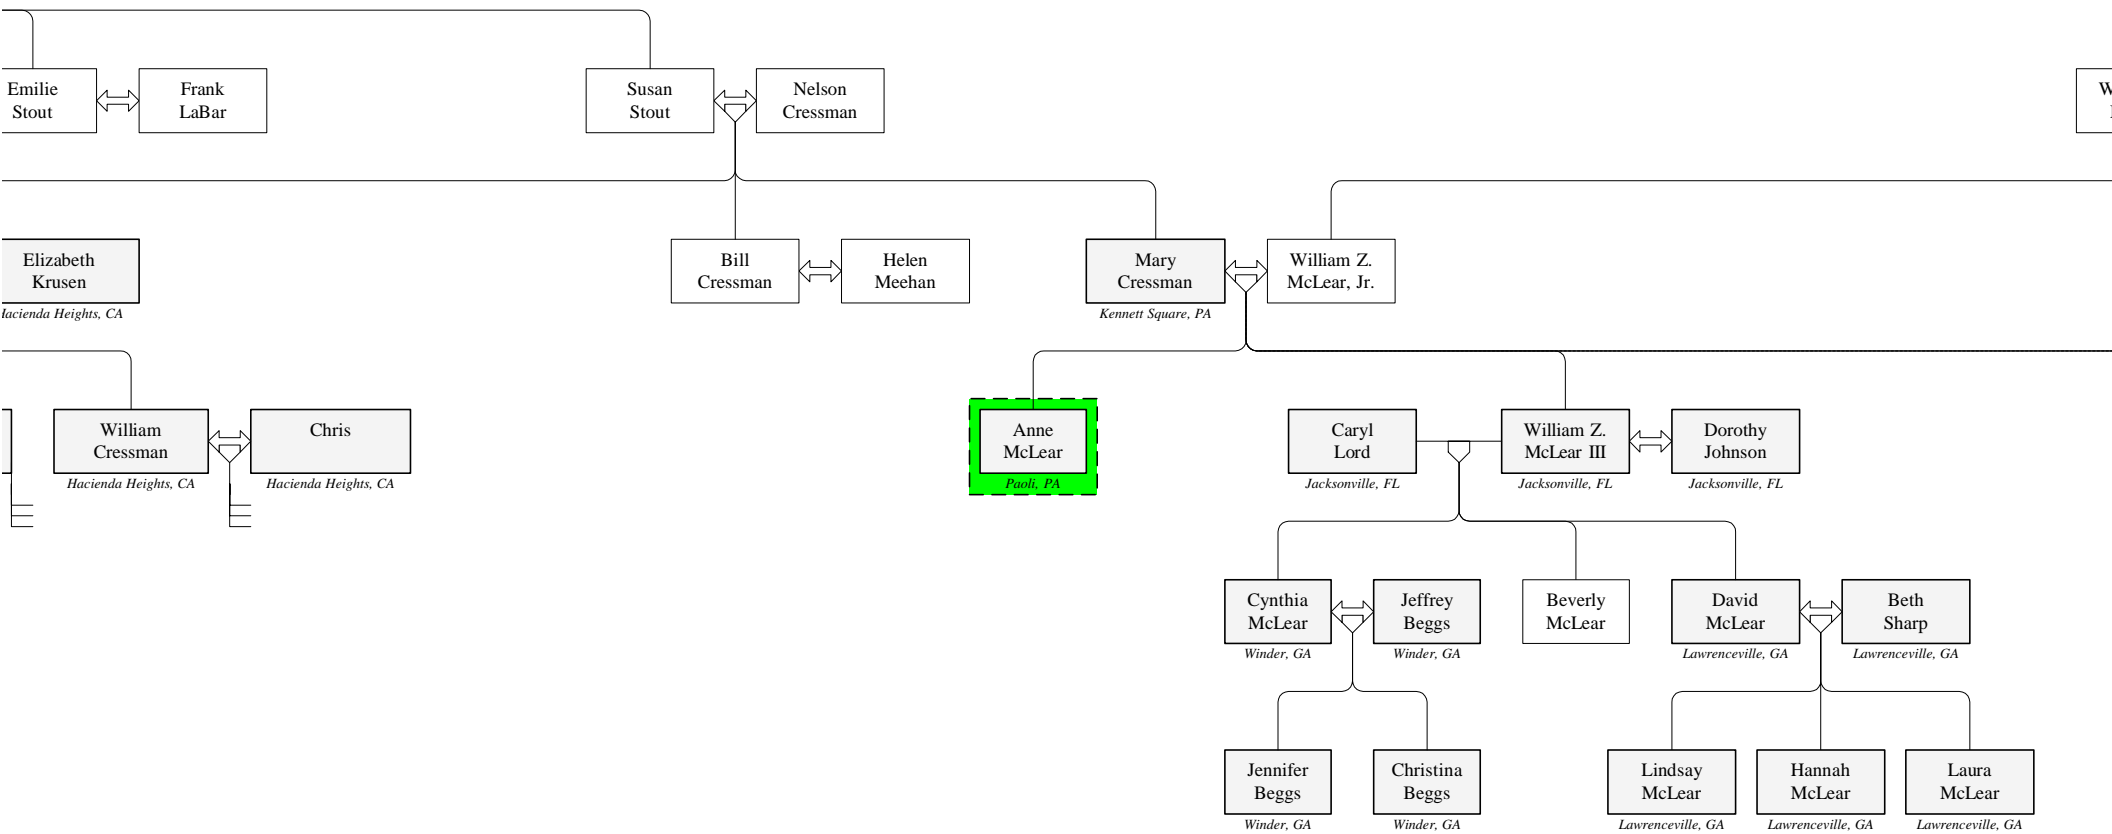 Emilie
Stout
Frank
LaBar
Susan
Stout
Nelson
Cressman
W
Elizabeth
Krusen
Hacienda Heights, CA
Bill
Cressman
Helen
Meehan
Mary
Cressman
Kennett Square, PA
William Z.
McLear, Jr.
William
Cressman
Hacienda Heights, CA
Chris
Hacienda Heights, CA
Anne
McLear
Paoli, PA
Caryl
Lord
Jacksonville, FL
William Z.
McLear III
Jacksonville, FL
Dorothy
Johnson
Jacksonville, FL
Cynthia
McLear
Winder, GA
Jeffrey
Beggs
Winder, GA
Beverly
McLear
David
McLear
Lawrenceville, GA
Beth
Sharp
Lawrenceville, GA
Jennifer
Beggs
Winder, GA
Christina
Beggs
Winder, GA
Lindsay
McLear
Lawrenceville, GA
Hannah
McLear
Lawrenceville, GA
Laura
McLear
Lawrenceville, GA